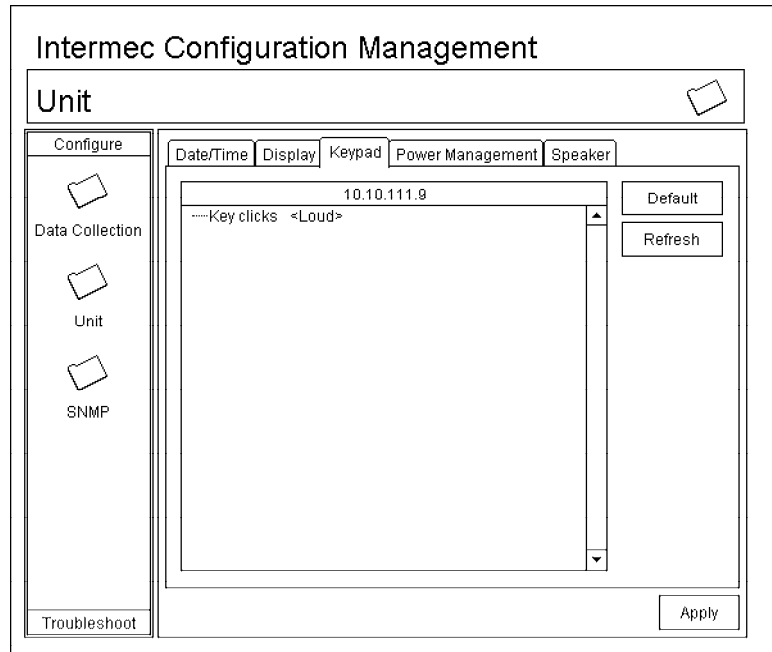 Intermec Configuration Management
Unit
Configure
Data Collection
Unit
SNMP
Troubleshoot
Date/Time Display Keypad Power Management Speaker
10.10.111.9
Key clicks <Loud>
Default
Refresh
Apply